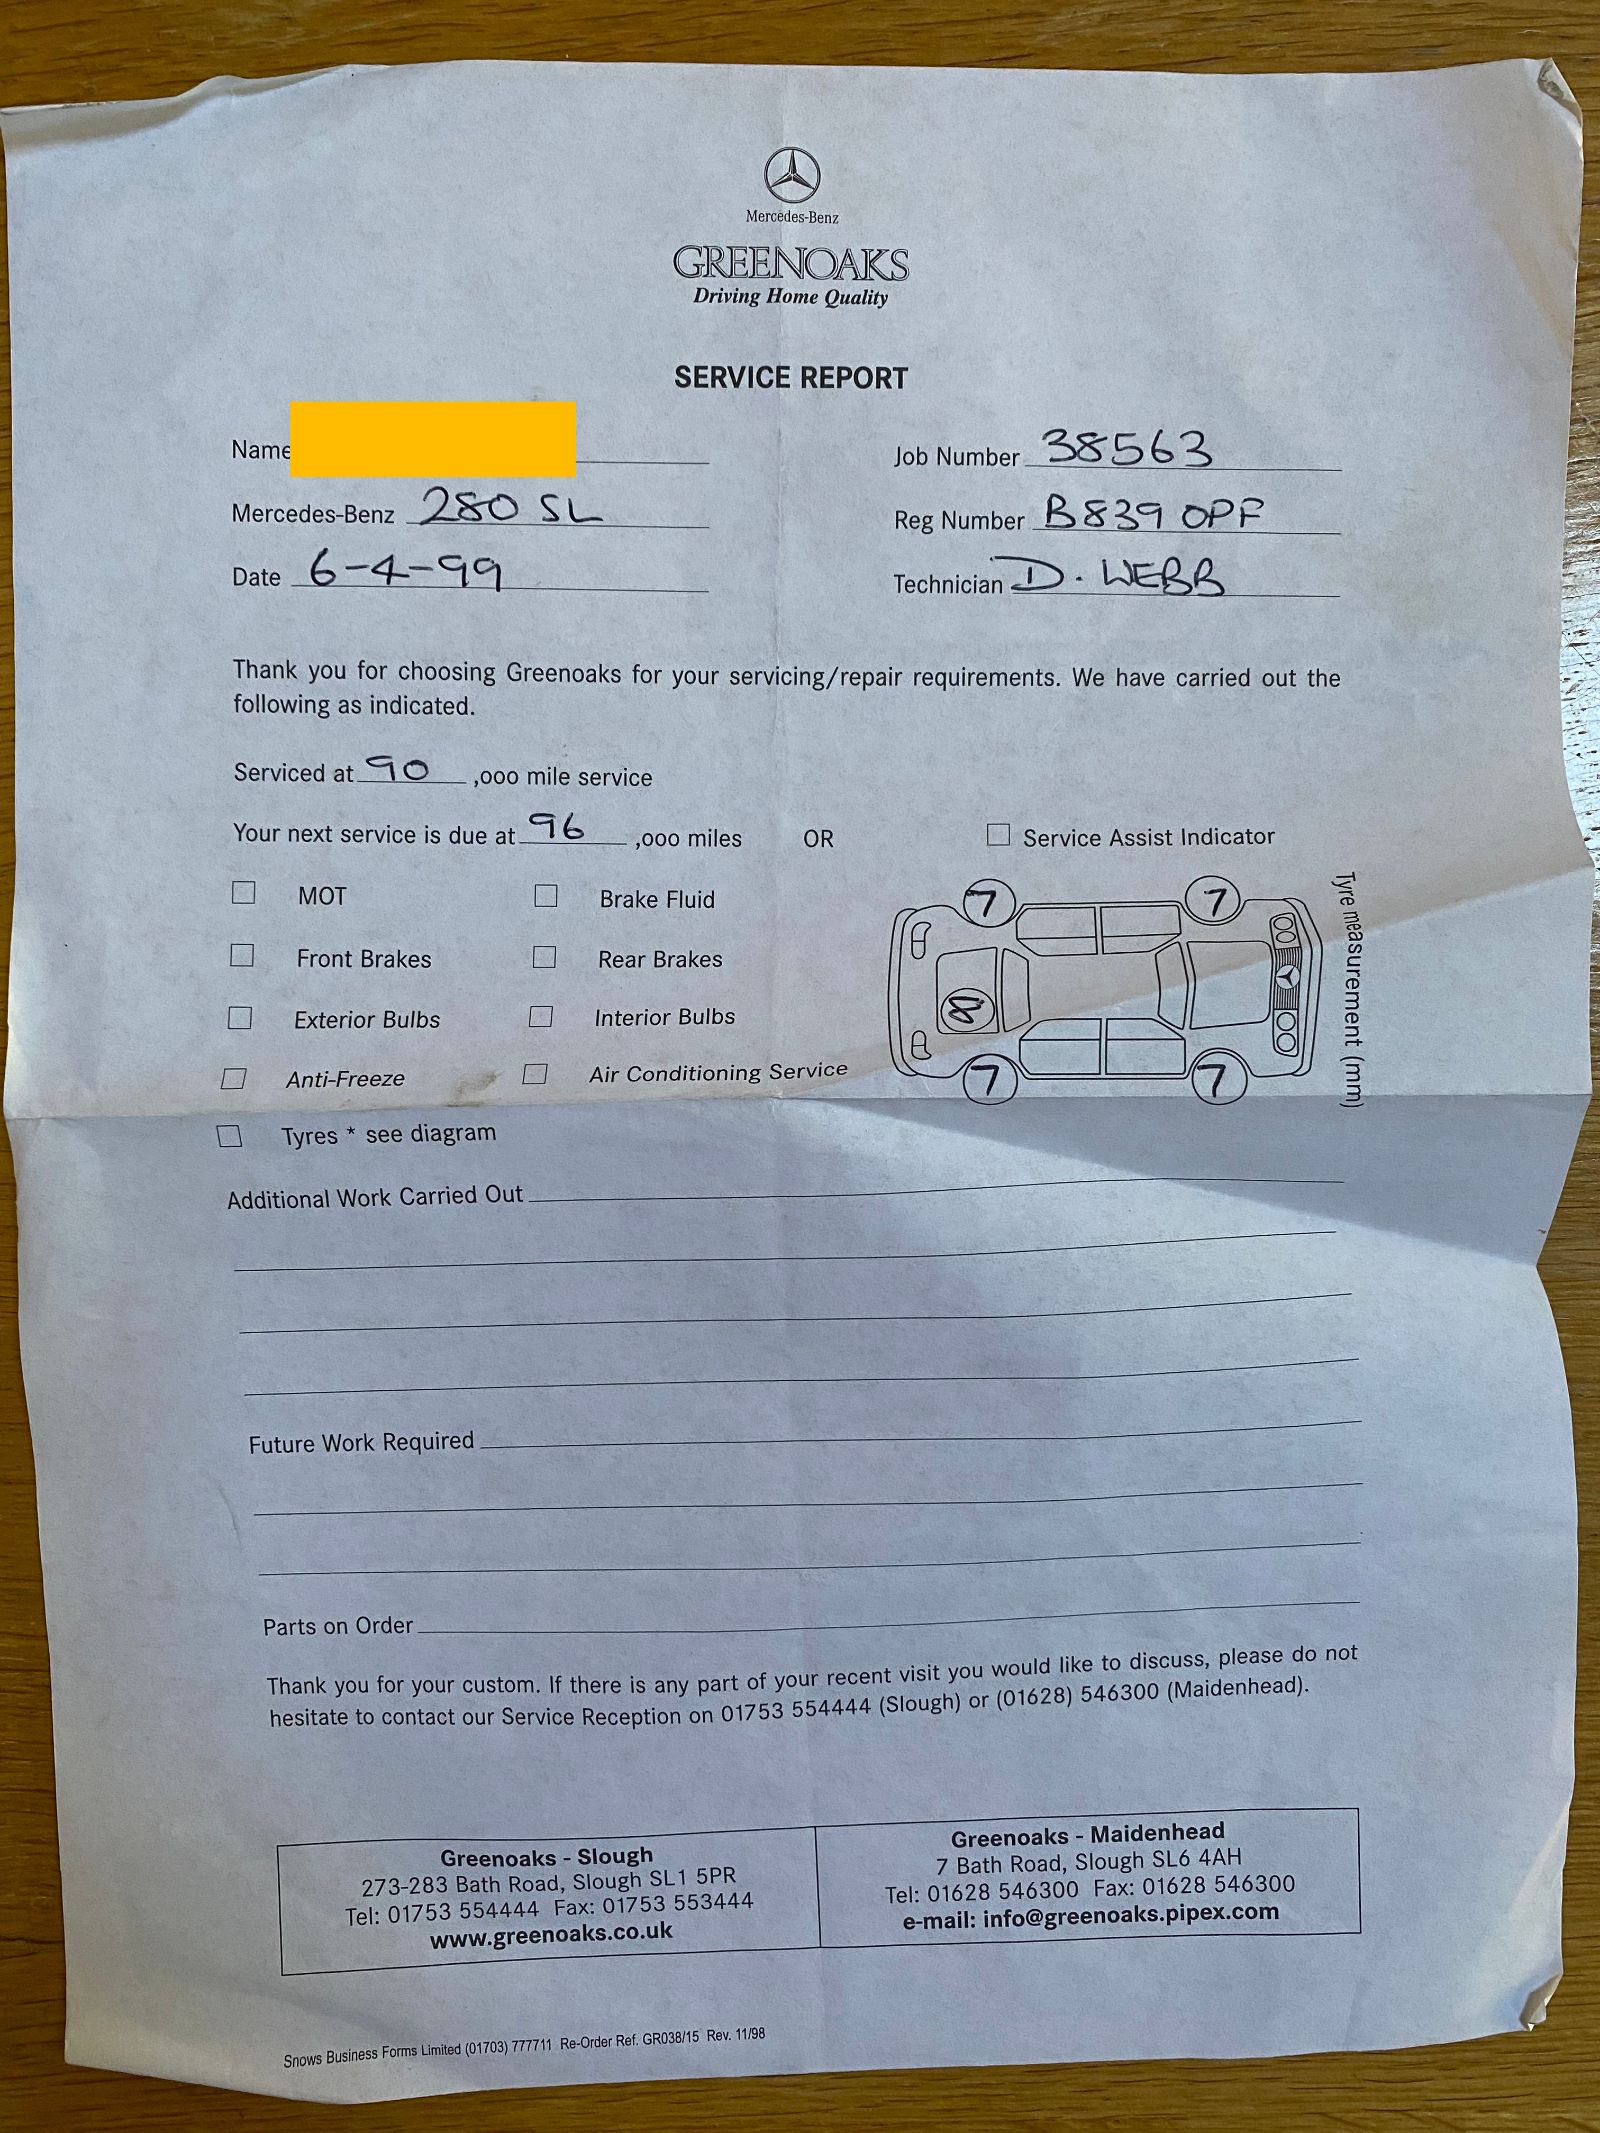 Mercedes-Benz
GREENOAKS
Driving Home Quality
SERVICE REPORT
Name
Job Number 38563
Mercedes-Benz 280 SL
Reg Number B839 OPF
Date 6-4-99
Technician D. WEBB
Thank you for choosing Greenoaks for your servicing/repair requirements. We have carried out the
following as indicated.
Serviced at 90 ,000 mile service
Your next service is due at 96 ,000 miles OR Service Assist Indicator
MOT Brake Fluid
Front Brakes Rear Brakes
Exterior Bulbs Interior Bulbs
Anti-Freeze Air Conditioning Service
Tyres * see diagram
7 7
8
7 7
Tyre measurement (mm)
Additional Work Carried Out
Future Work Required
Parts on Order
Thank you for your custom. If there is any part of your recent visit you would like to discuss, please do not
hesitate to contact our Service Reception on 01753 554444 (Slough) or (01628) 546300 (Maidenhead).
Greenoaks - Slough
273-283 Bath Road, Slough SL1 5PR
Tel: 01753 554444 Fax: 01753 553444
www.greenoaks.co.uk
Greenoaks - Maidenhead
7 Bath Road, Slough SL6 4AH
Tel: 01628 546300 Fax: 01628 546300
e-mail: info@greenoaks.pipex.com
Snows Business Forms Limited (01703) 777711 Re-Order Ref. GR038/15 Rev. 11/98